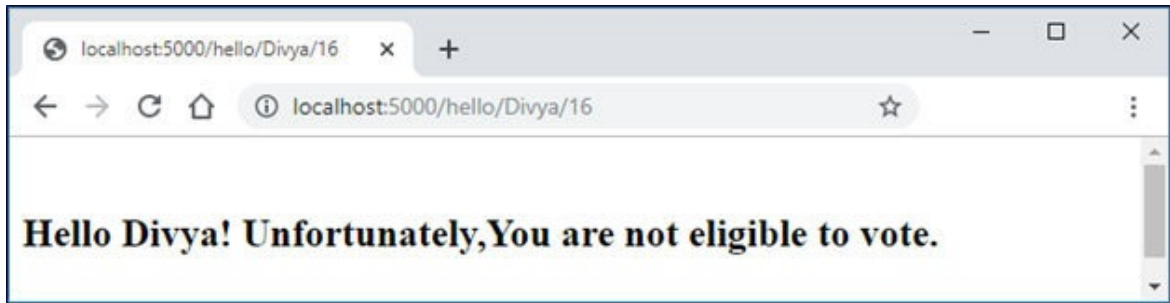 localhost:5000/hello/Divya/16
localhost:5000/hello/Divya/16
Hello Divya! Unfortunately,You are not eligible to vote.